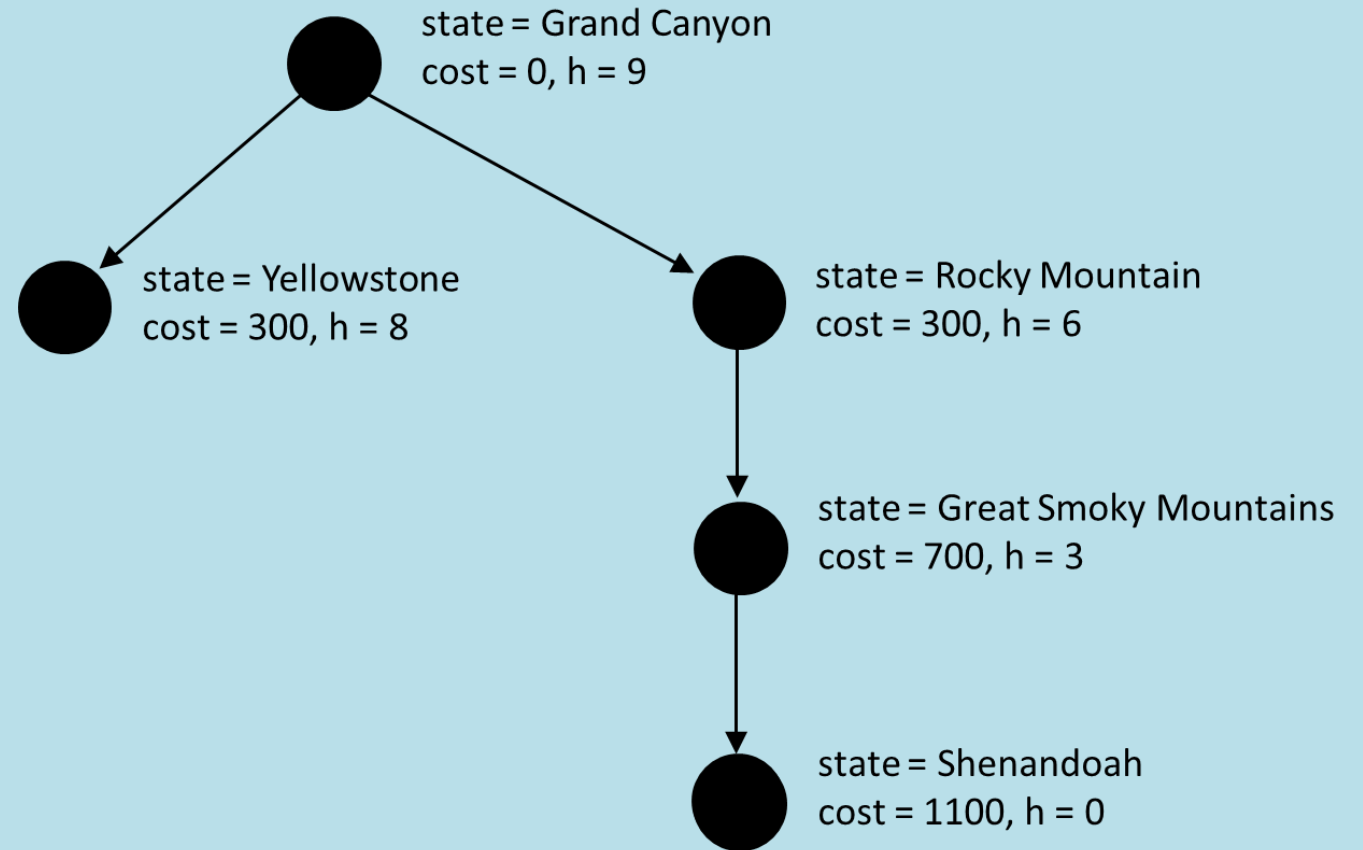 state = Grand Canyon
cost = 0, h = 9
state = Yellowstone
cost = 300, h = 8
state = Rocky Mountain
cost = 300, h = 6
state = Great Smoky Mountains
cost = 700, h = 3
state = Shenandoah
cost = 1100, h = 0